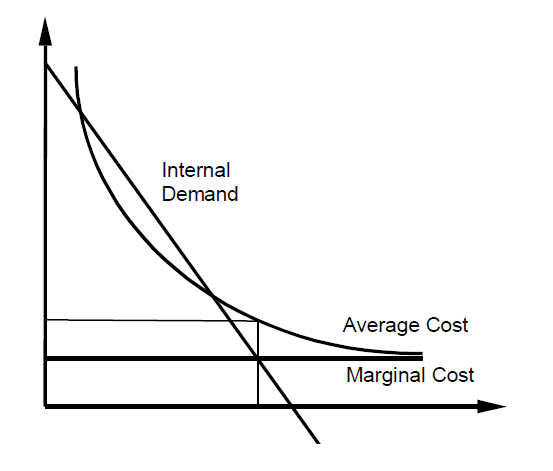 Internal
Demand
Average Cost
Marginal Cost